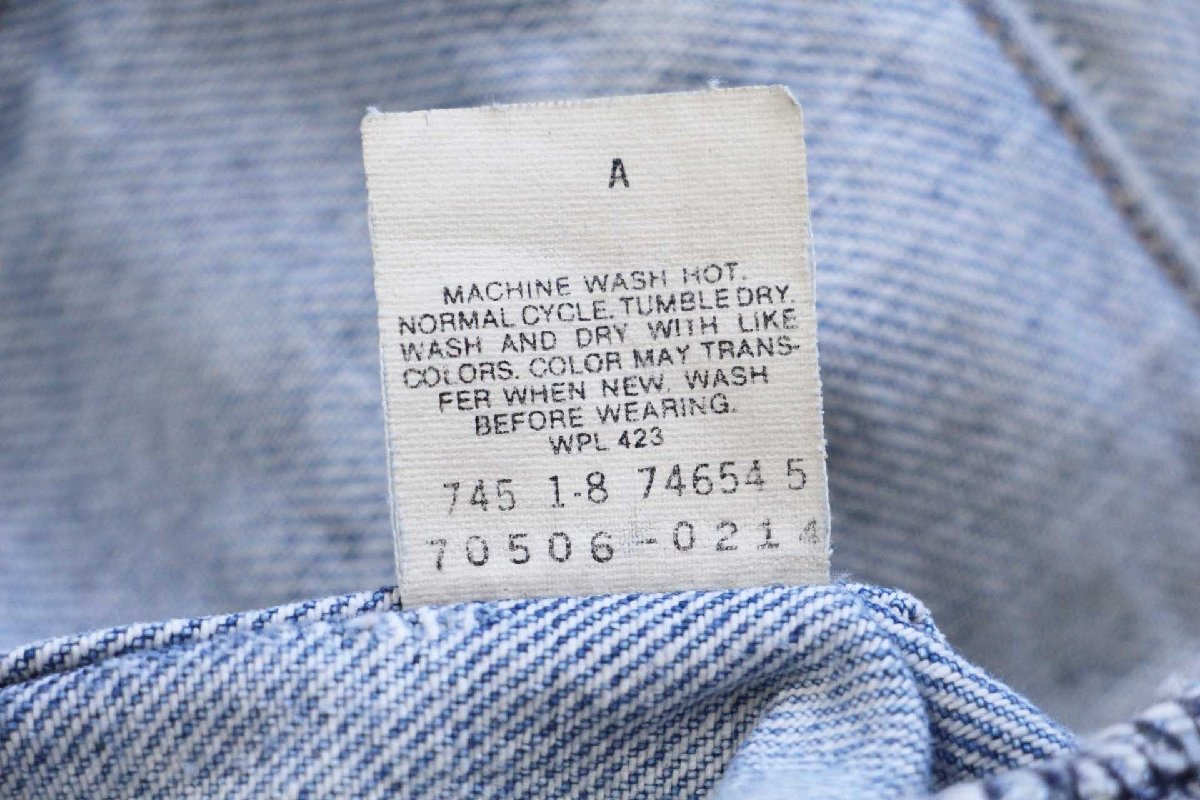 A
MACHINE WASH HOT.
NORMAL CYCLE. TUMBLE DRY.
WASH AND DRY WITH LIKE
COLORS. COLOR MAY TRANS-
FER WHEN NEW. WASH
BEFORE WEARING.
WPL 423
745 1-8 74654 5
70506-0214